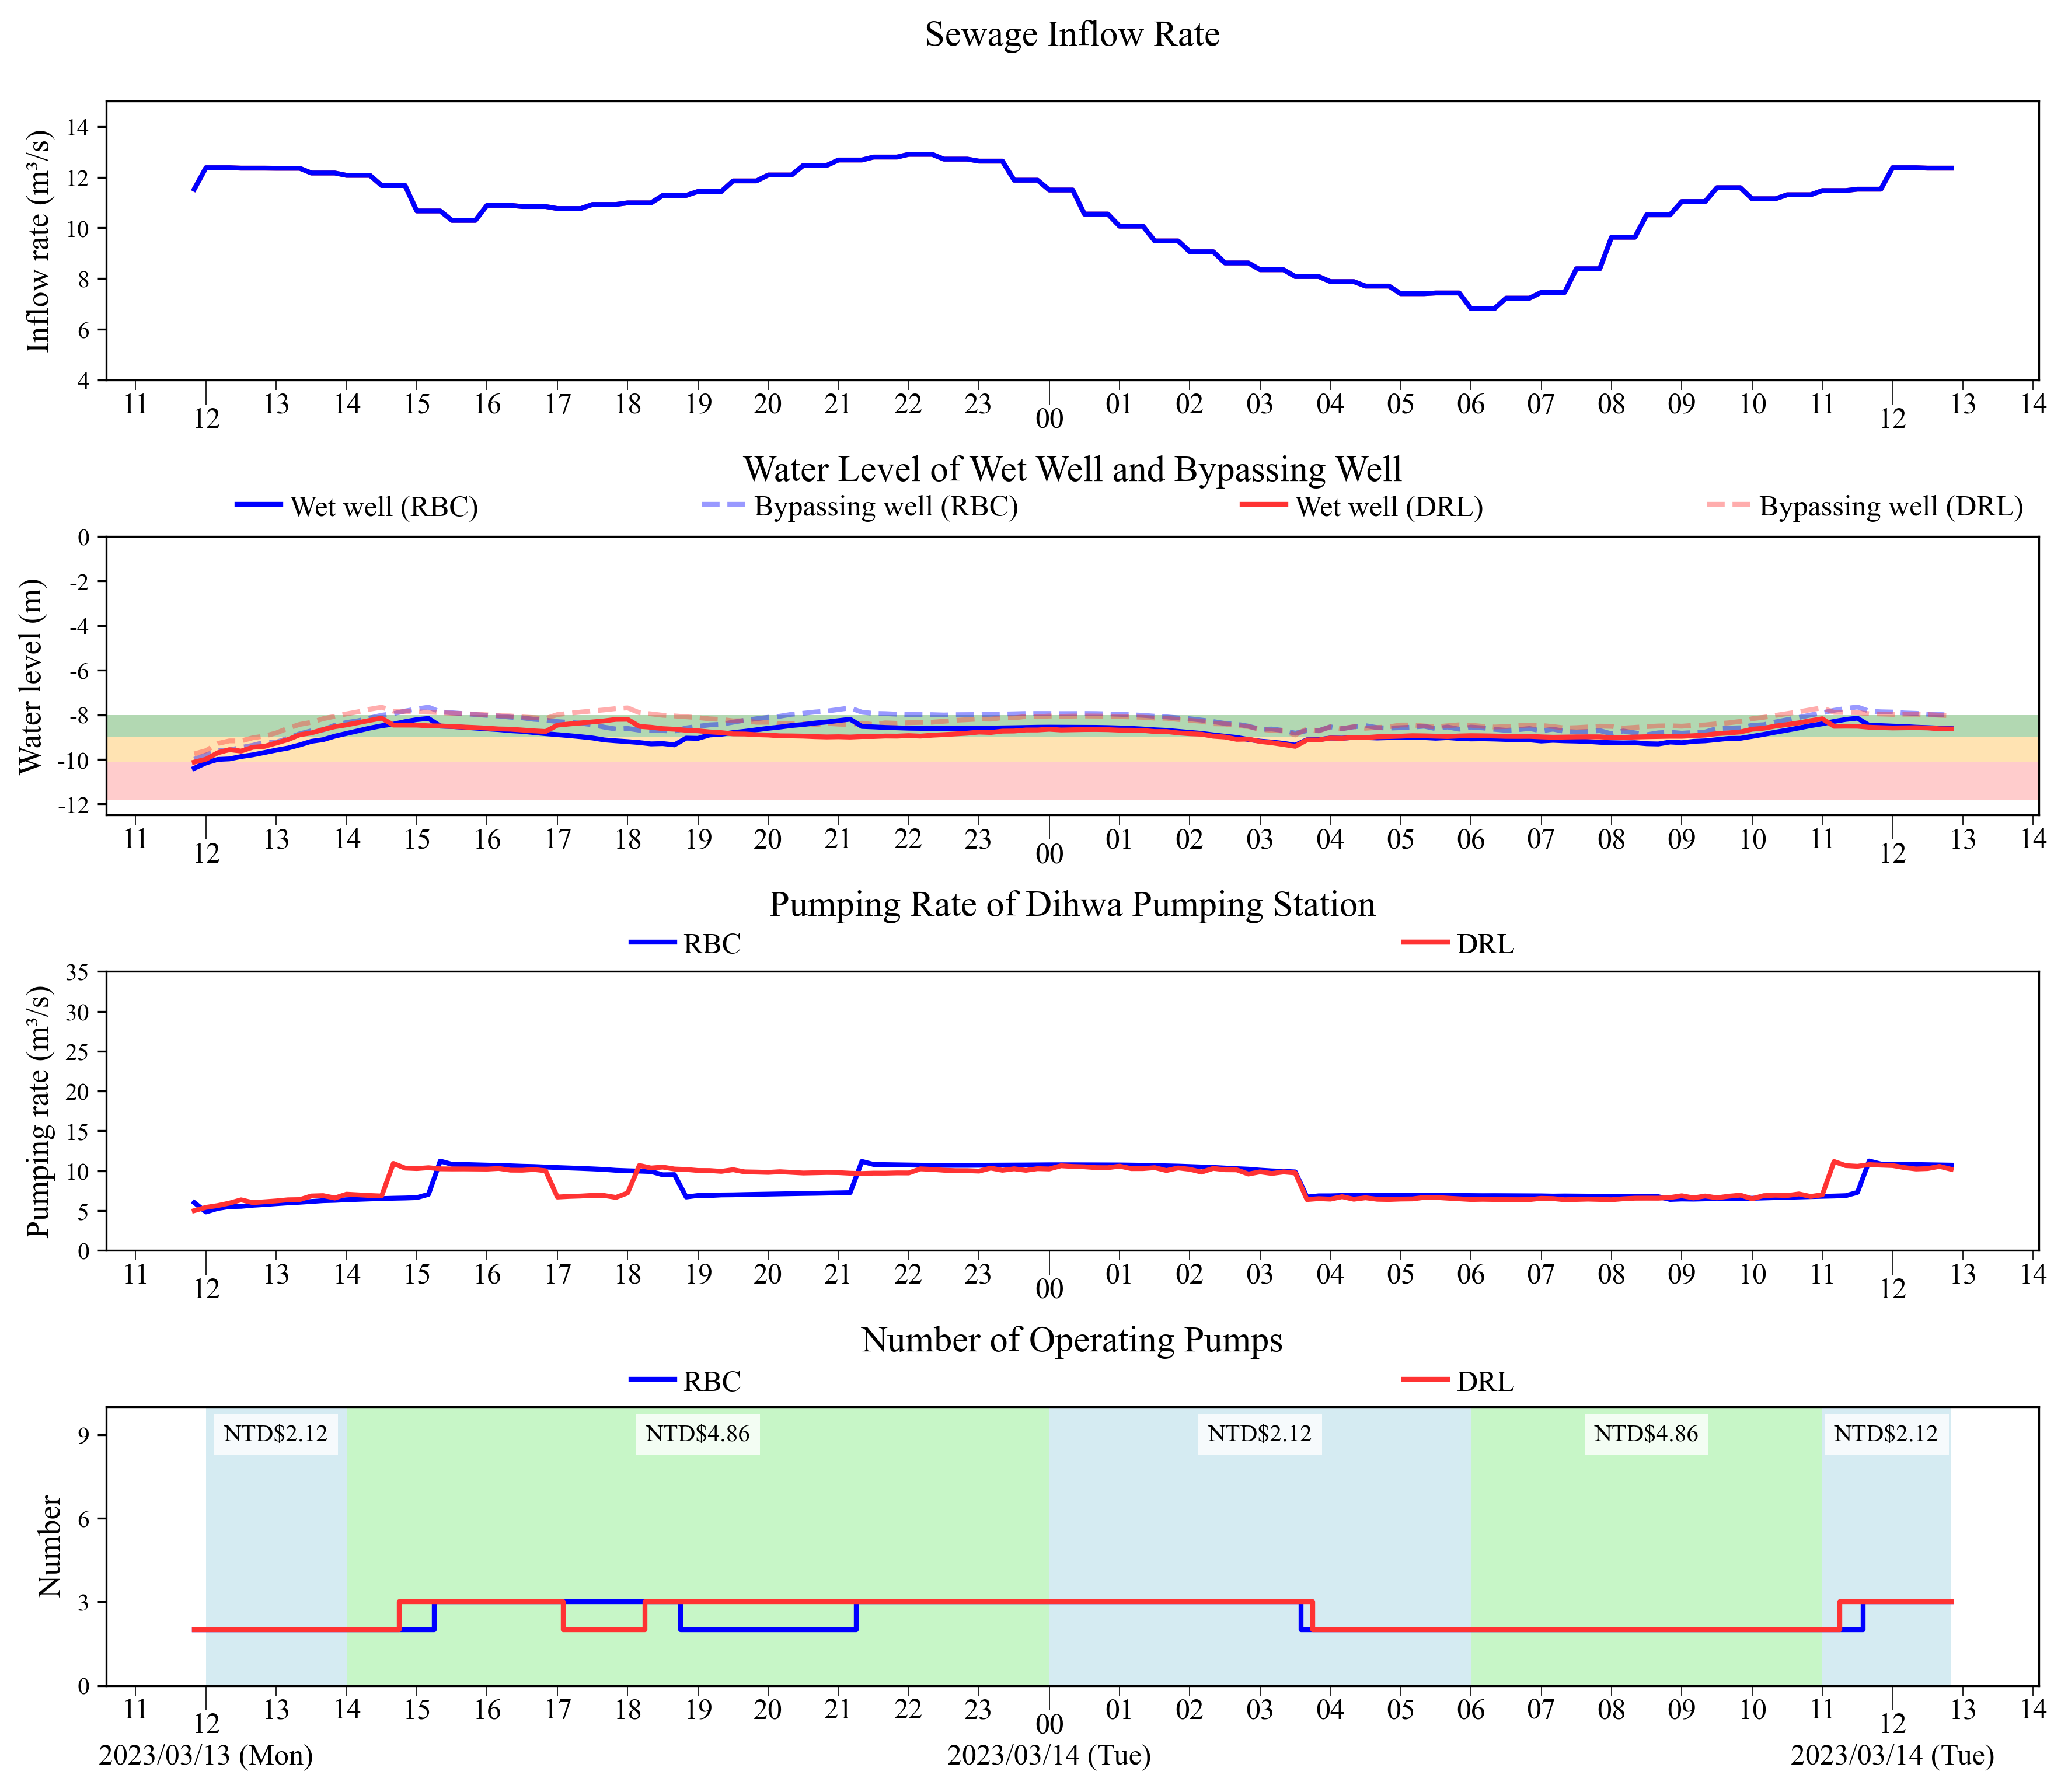 Sewage Inflow Rate
Inflow rate (m³/s)
14
12
10
8
6
4
11 12 13 14 15 16 17 18 19 20 21 22 23 00 01 02 03 04 05 06 07 08 09 10 11 12 13 14
Water Level of Wet Well and Bypassing Well
Wet well (RBC) Bypassing well (RBC) Wet well (DRL) Bypassing well (DRL)
Water level (m)
0
-2
-4
-6
-8
-10
-12
11 12 13 14 15 16 17 18 19 20 21 22 23 00 01 02 03 04 05 06 07 08 09 10 11 12 13 14
Pumping Rate of Dihwa Pumping Station
RBC DRL
Pumping rate (m³/s)
35
30
25
20
15
10
5
0
11 12 13 14 15 16 17 18 19 20 21 22 23 00 01 02 03 04 05 06 07 08 09 10 11 12 13 14
Number of Operating Pumps
RBC DRL
Number
NTD$2.12 NTD$4.86 NTD$2.12 NTD$4.86 NTD$2.12
9
6
3
0
11 12 13 14 15 16 17 18 19 20 21 22 23 00 01 02 03 04 05 06 07 08 09 10 11 12 13 14
2023/03/13 (Mon) 2023/03/14 (Tue) 2023/03/14 (Tue)